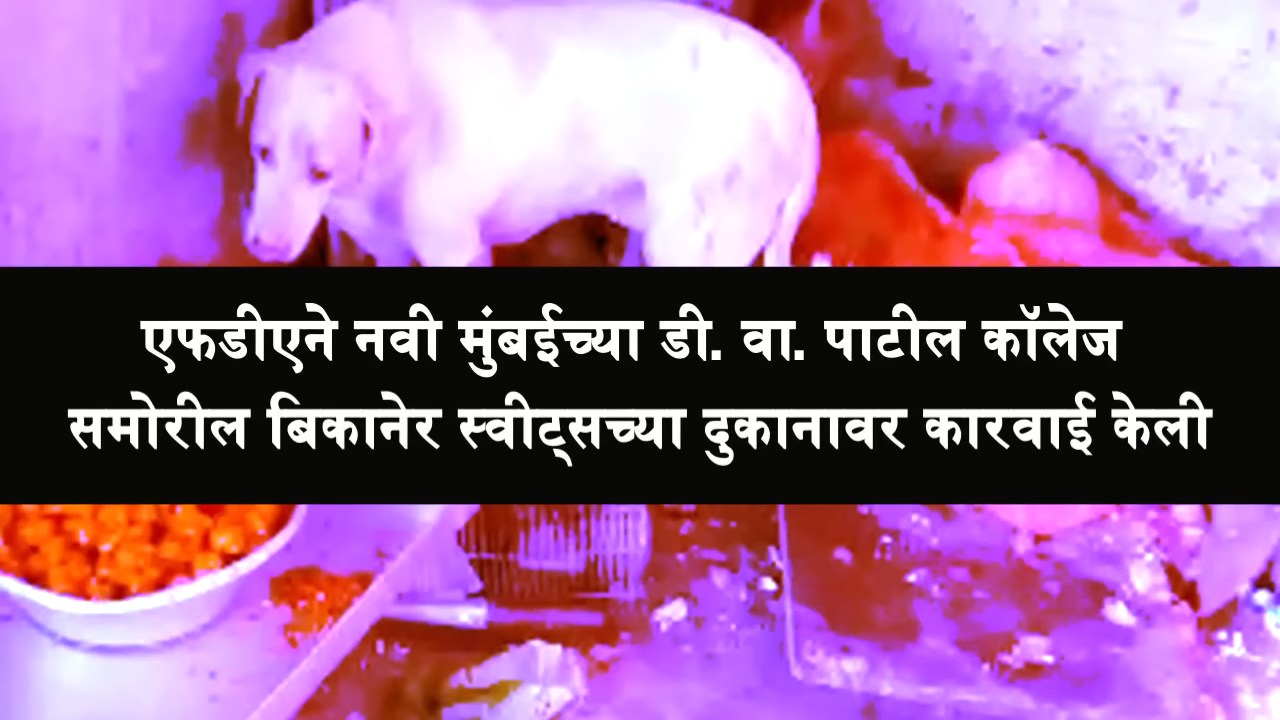 एफडीएने नवी मुंबईच्या डी. वा. पाटील कॉलेज
समोरील बिकानेर स्वीट्सच्या दुकानावर कारवाई केली